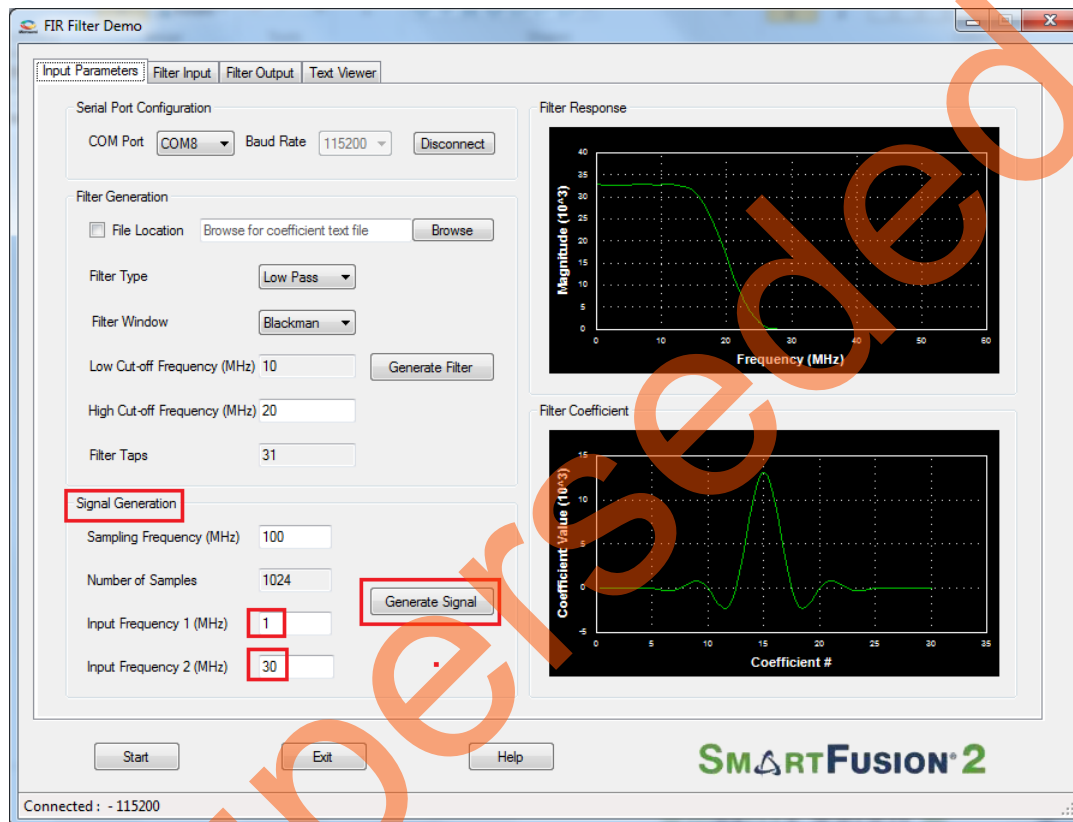 FIR Filter Demo
Input Parameters Filter Input Filter Output Text Viewer
Serial Port Configuration
COM Port COM8 Baud Rate 115200 Disconnect
Filter Generation
File Location Browse for coefficient text file Browse
Filter Type Low Pass
Filter Window Blackman
Low Cut-off Frequency (MHz) 10 Generate Filter
High Cut-off Frequency (MHz) 20
Filter Taps 31
Signal Generation
Sampling Frequency (MHz) 100
Number of Samples 1024
Generate Signal
Input Frequency 1 (MHz) 1
Input Frequency 2 (MHz) 30
Filter Response
Magnitude (10^3)
40
35
30
25
20
15
10
5
0
0 10 20 30 40 50 60
Frequency (MHz)
Filter Coefficient
Coefficient Value (10^3)
15
10
5
0
-5
0 5 10 15 20 25 30 35
Coefficient #
Start Exit Help
SMARTFUSION 2
Connected : - 115200
perseded